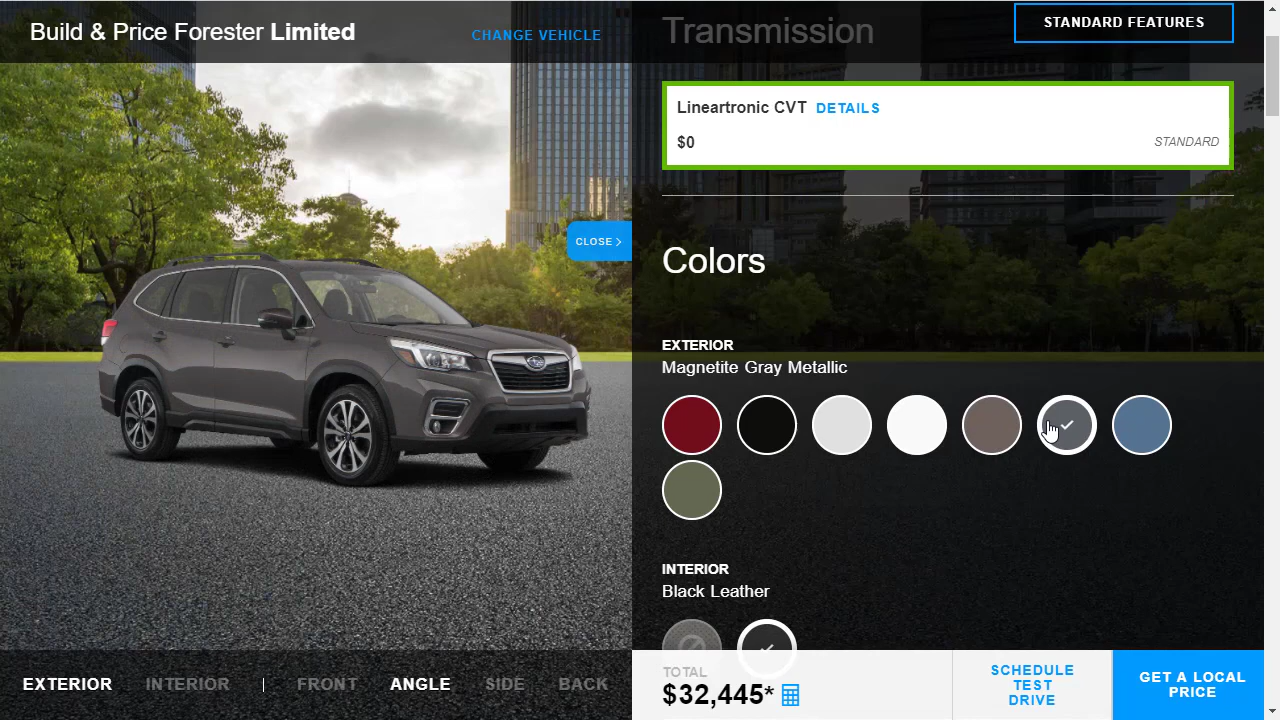 Build & Price Forester Limited
CHANGE VEHICLE
Transmission
STANDARD FEATURES
Lineartronic CVT DETAILS
$0
STANDARD
CLOSE >
Colors
EXTERIOR
Magnetite Gray Metallic
INTERIOR
Black Leather
EXTERIOR INTERIOR | FRONT ANGLE SIDE BACK
TOTAL
$32,445*
SCHEDULE
TEST
DRIVE
GET A LOCAL
PRICE